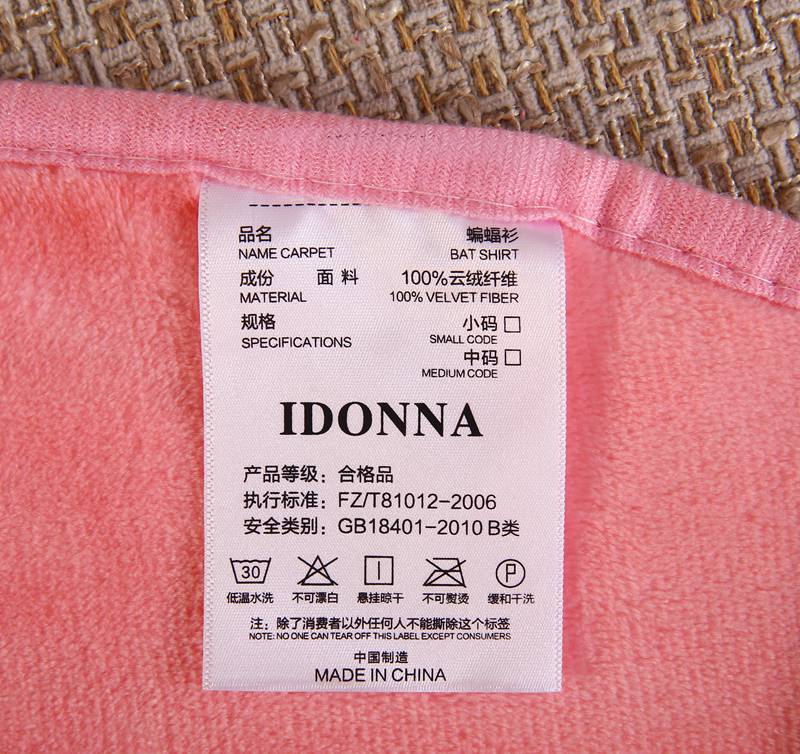 品名 蝙蝠衫
NAME CARPET BAT SHIRT
成份 面 料 100%云绒纤维
MATERIAL 100% VELVET FIBER
规格 小码
SPECIFICATIONS SMALL CODE
中码
MEDIUM CODE
IDONNA
产品等级：合格品
执行标准：FZ/T81012-2006
安全类别：GB18401-2010 B类
30 P
低温水洗 不可漂白 悬挂晾干 不可熨烫 缓和干洗
注：除了消费者以外任何人不能撕除这个标签
NOTE: NO ONE CAN TEAR OFF THIS LABEL EXCEPT CONSUMERS
中国制造
MADE IN CHINA